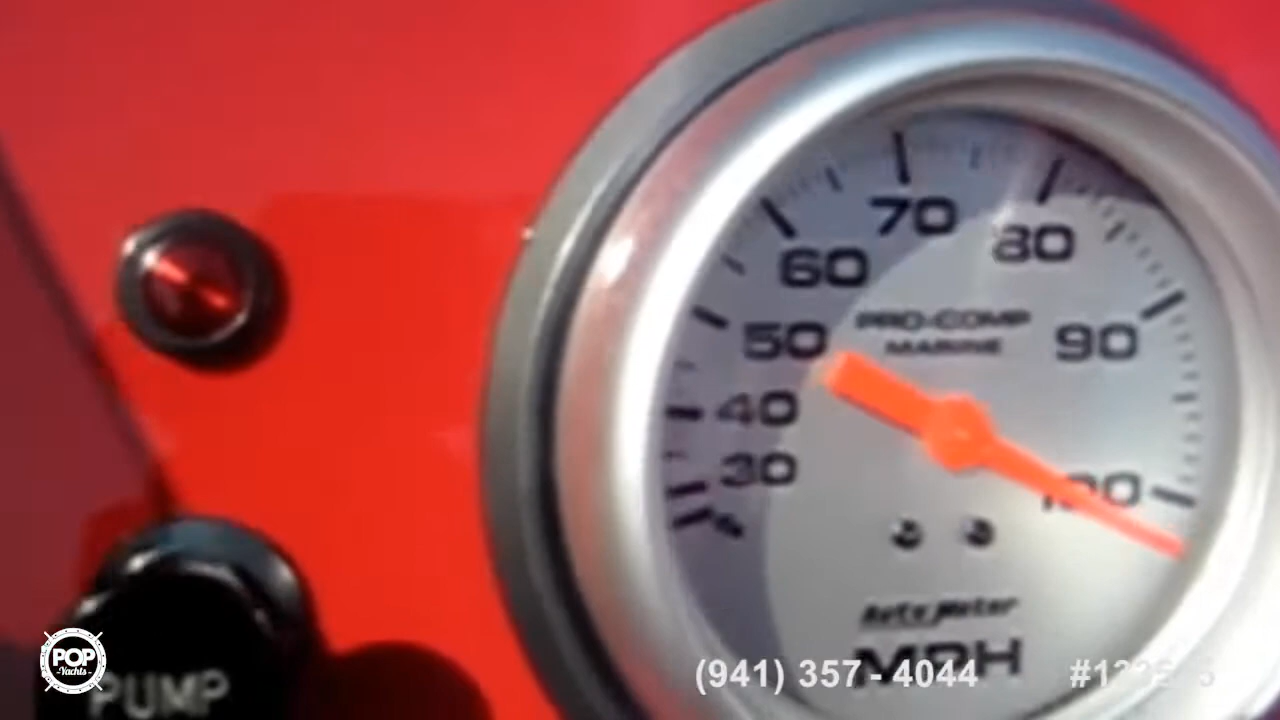 70
80
60
PRO-COMP
MARINE
50
90
40
30
100
Auto Meter
MPH
PUMP
POP
-Yachts-
(941) 357 - 4044